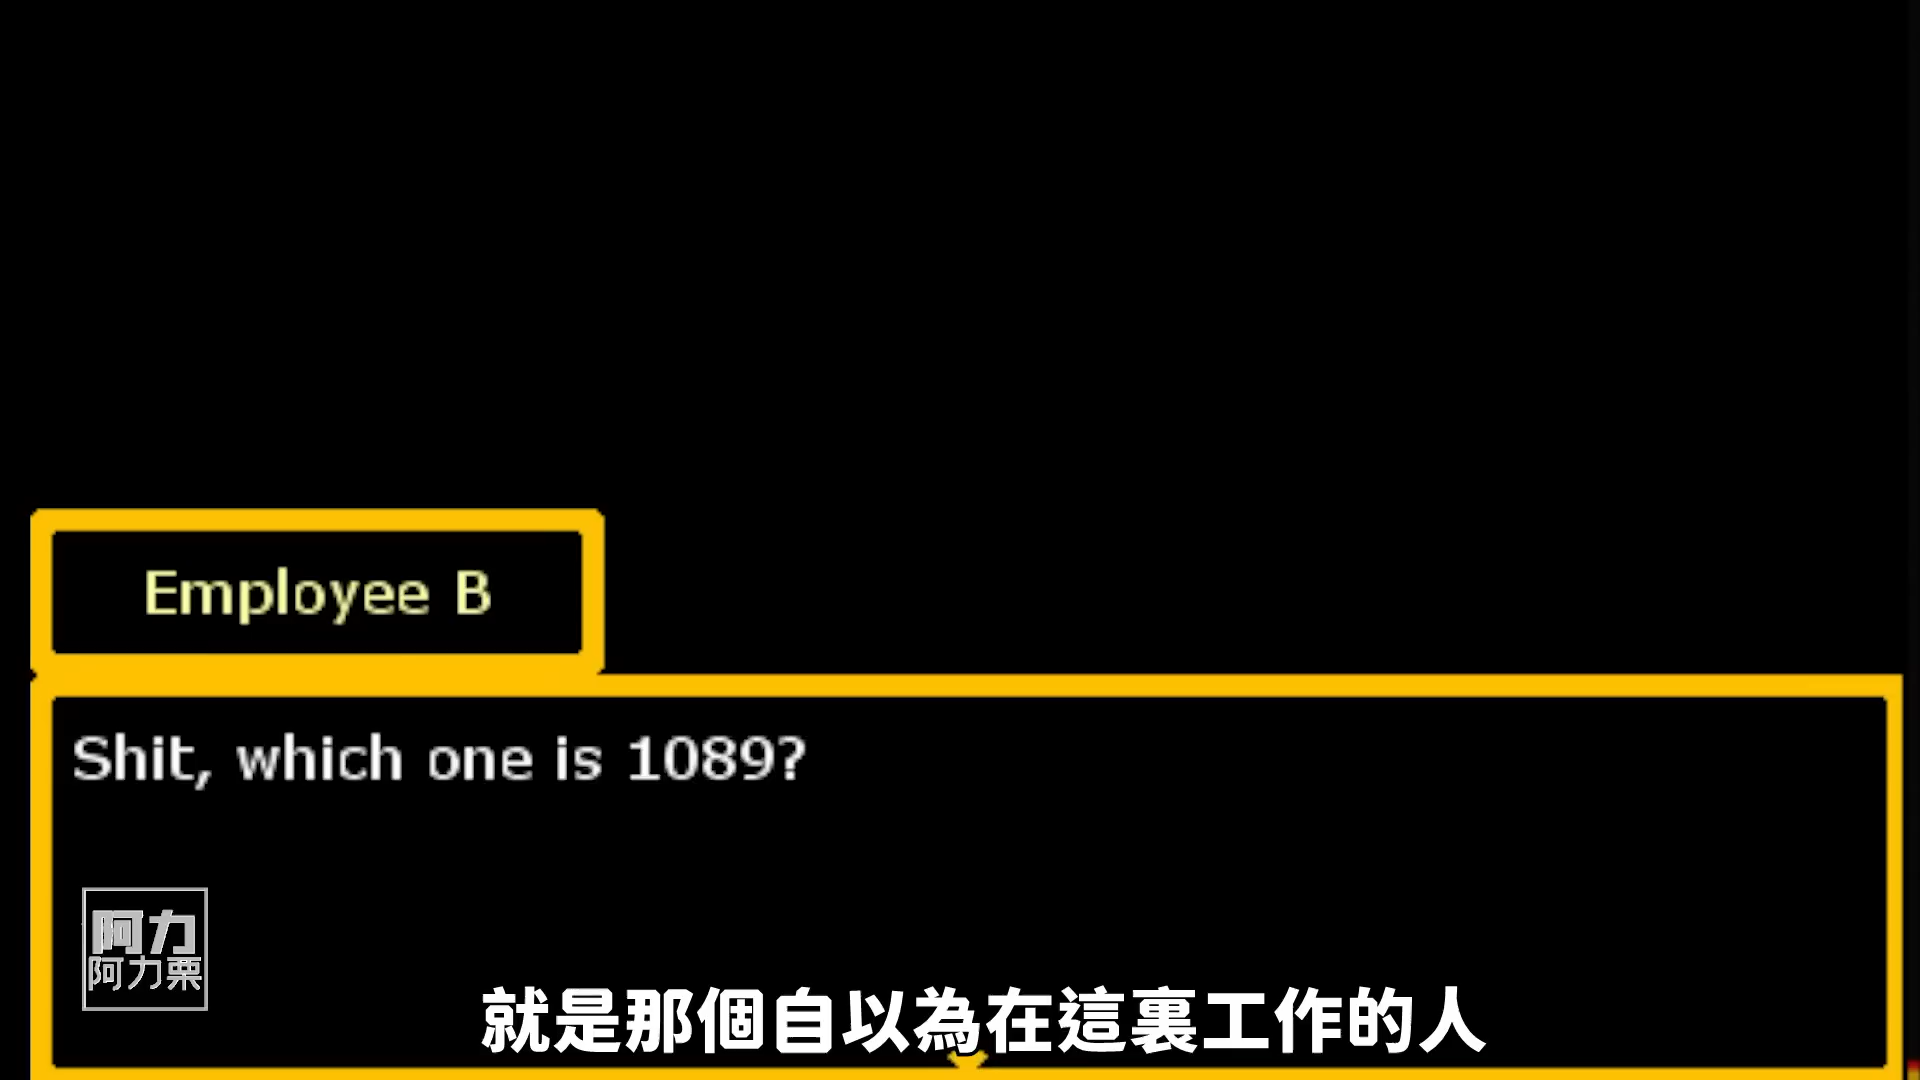 Employee B
Shit, which one is 1089?
阿力
阿力栗
就是那個自以為在這裏工作的人